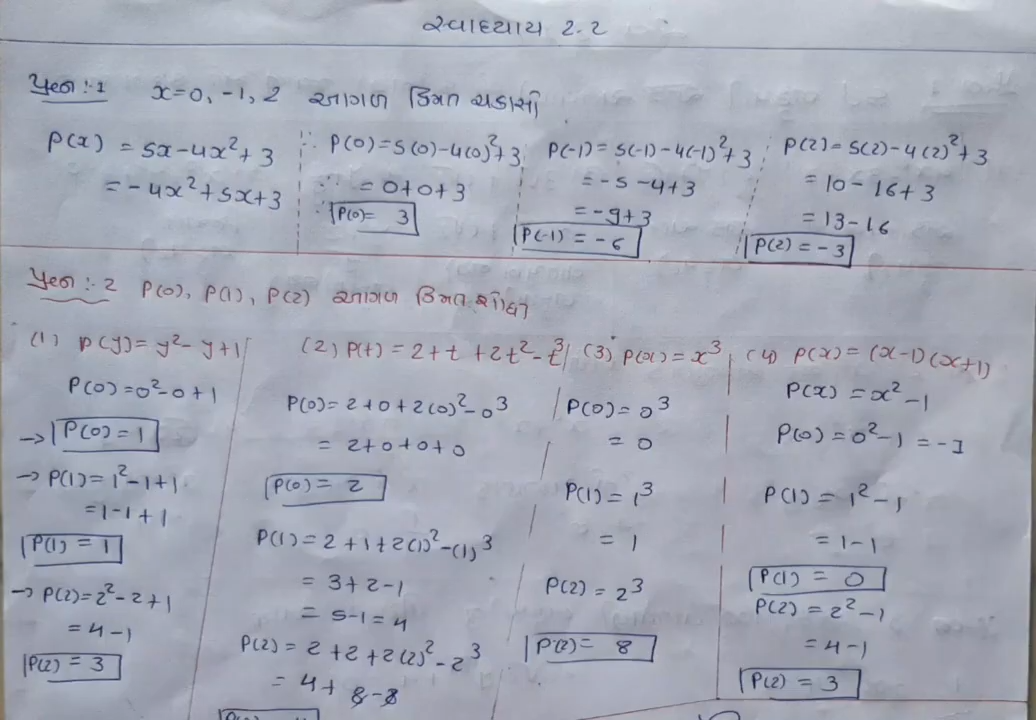 સ્વાધ્યાય 2.2
પ્રશ્ન :- 1 x=0, -1, 2 આગળ કિંમત ચકાસો
P(x) = 5x-4x²+3
= -4x²+5x+3
∴ P(0)=5(0)-4(0)²+3
∴ = 0+0+3
∴ P(0)= 3
P(-1)= 5(-1)-4(-1)²+3
= -5-4+3
= -9+3
P(-1) = -6
P(2)=5(2)-4(2)²+3
= 10-16+3
= 13-16
P(2) = -3
પ્રશ્ન :- 2 P(0), P(1), P(2) આગળ કિંમત શોધો
(1) P(y)= y²-y+1
P(0)=0²-0+1
→ P(0)=1
→ P(1)=1²-1+1
=1-1+1
P(1) = 1
→ P(2)=2²-2+1
= 4-1
P(2) = 3
(2) P(t) = 2+t+2t²-t³
P(0)= 2+0+2(0)²-0³
= 2+0+0+0
P(0) = 2
P(1) = 2+1+2(1)²-(1)³
= 3+2-1
= 5-1=4
P(2) = 2+2+2(2)²-2³
= 4+8-8
(3) P(x)=x³
P(0)= 0³
= 0
P(1)= 1³
= 1
P(2) = 2³
P(2)= 8
(4) P(x) = (x-1)(x+1)
P(x) = x²-1
P(0) = 0²-1 = -1
P(1) = 1²-1
= 1-1
P(1) = 0
P(2) = 2²-1
= 4-1
P(2) = 3